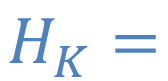 H_K =